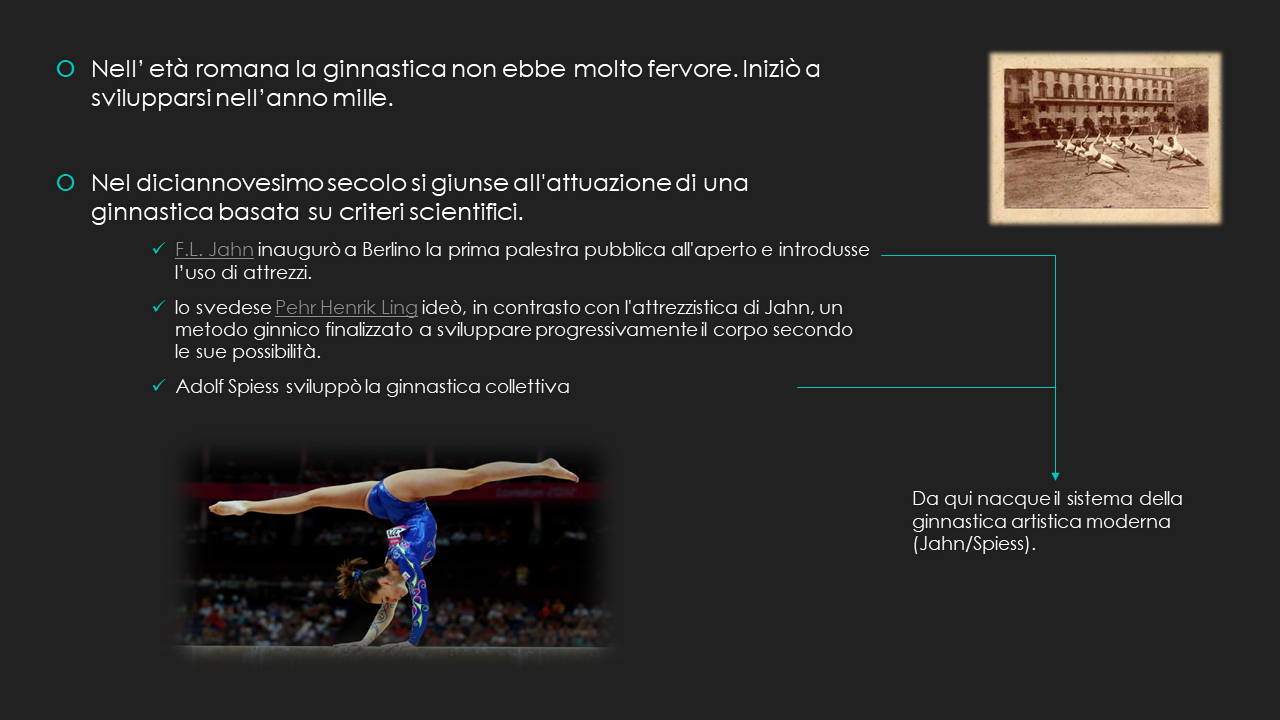 Nell’ età romana la ginnastica non ebbe molto fervore. Iniziò a
svilupparsi nell’anno mille.
Nel diciannovesimo secolo si giunse all'attuazione di una
ginnastica basata su criteri scientifici.
F.L. Jahn inaugurò a Berlino la prima palestra pubblica all'aperto e introdusse
l’uso di attrezzi.
lo svedese Pehr Henrik Ling ideò, in contrasto con l'attrezzistica di Jahn, un
metodo ginnico finalizzato a sviluppare progressivamente il corpo secondo
le sue possibilità.
Adolf Spiess sviluppò la ginnastica collettiva
London 2012
Da qui nacque il sistema della
ginnastica artistica moderna
(Jahn/Spiess).